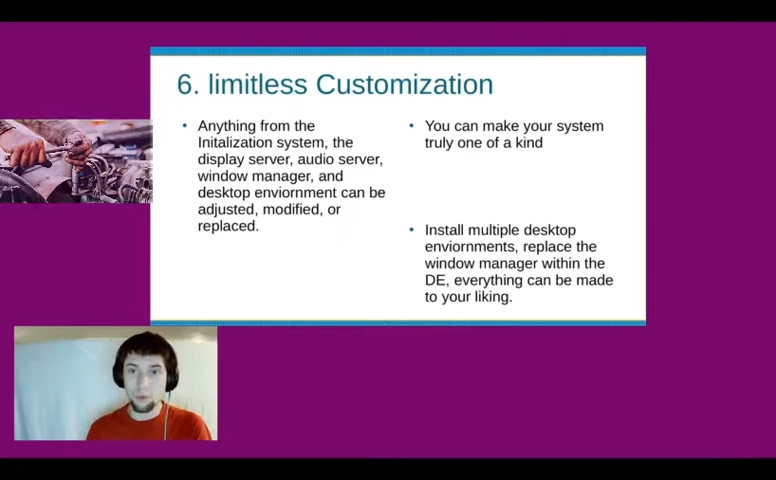 6. limitless Customization
• Anything from the
Initalization system, the
display server, audio server,
window manager, and
desktop enviornment can be
adjusted, modified, or
replaced.
• You can make your system
truly one of a kind
• Install multiple desktop
enviornments, replace the
window manager within the
DE, everything can be made
to your liking.